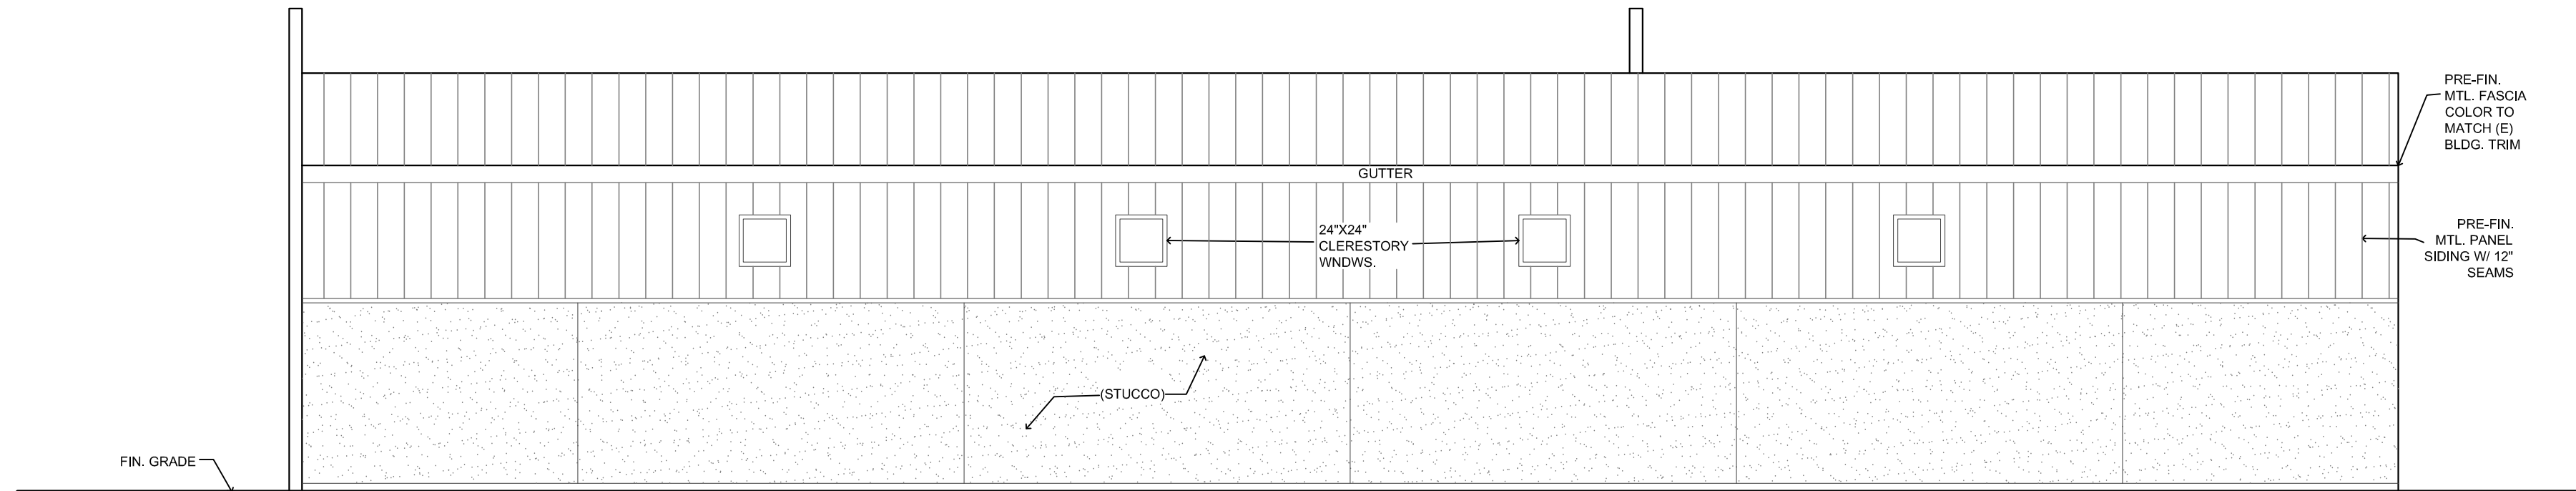 PRE-FIN.
MTL. FASCIA
COLOR TO
MATCH (E)
BLDG. TRIM
GUTTER
24"X24"
CLERESTORY
WNDWS.
PRE-FIN.
MTL. PANEL
SIDING W/ 12"
SEAMS
(STUCCO)
FIN. GRADE